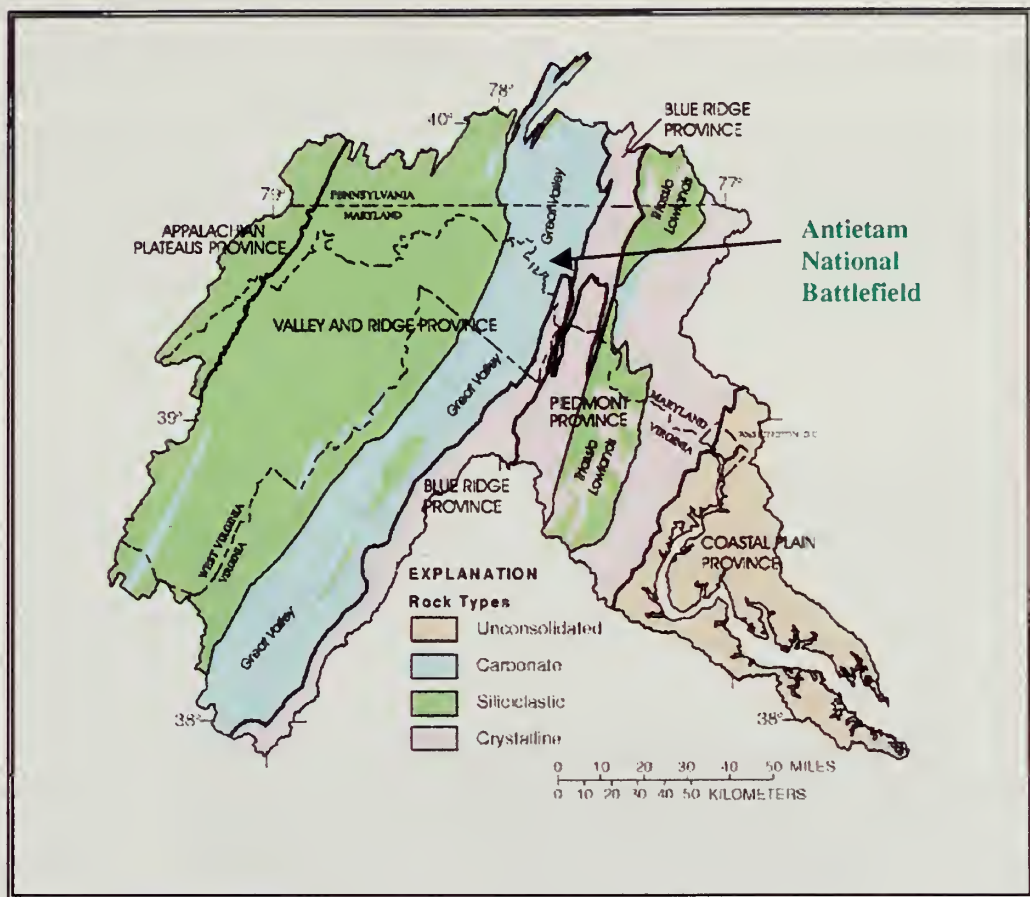 78°
40°
BLUE RIDGE
PROVINCE
79°
77°
PENNSYLVANIA
MARYLAND
Great Valley
Triassic
Lowlands
APPALACHIAN
PLATEAUS PROVINCE
Antietam
National
Battlefield
VALLEY AND RIDGE PROVINCE
Great Valley
39°
PIEDMONT
PROVINCE
MARYLAND
VIRGINIA
Triassic
Lowlands
BLUE RIDGE
PROVINCE
WEST VIRGINIA
VIRGINIA
COASTAL PLAIN
PROVINCE
EXPLANATION
Rock Types
Unconsolidated
Great Valley
Carbonate
Siliciclastic
38°
38°
Crystalline
0 10 20 30 40 50 MILES
0 10 20 30 40 50 KILOMETERS